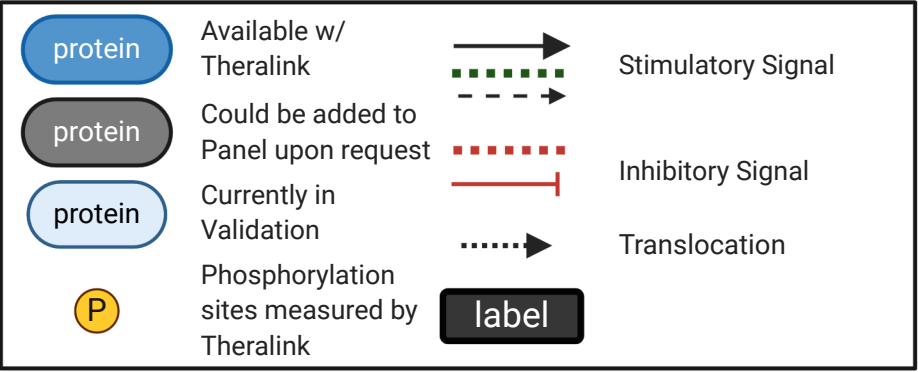 protein
Available w/
Theralink
protein
Could be added to
Panel upon request
protein
Currently in
Validation
P
Phosphorylation
sites measured by
Theralink
Stimulatory Signal
Inhibitory Signal
Translocation
label